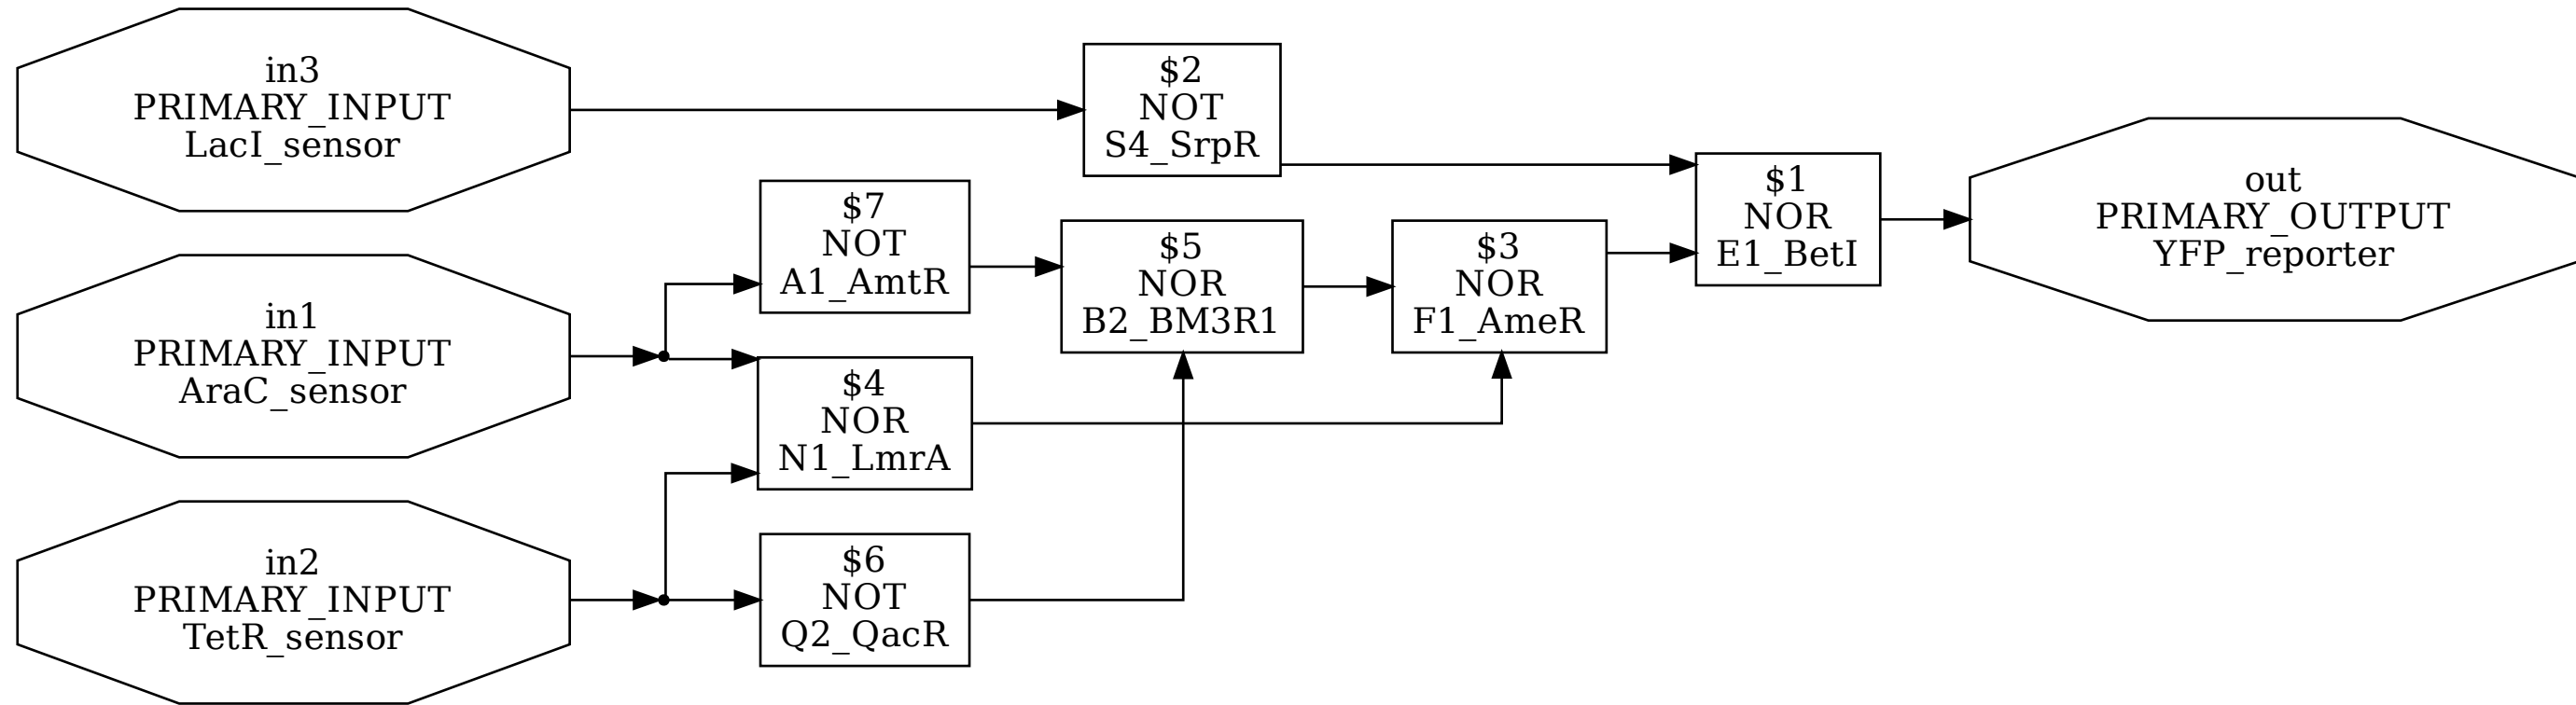 in3
PRIMARY_INPUT
LacI_sensor
$2
NOT
S4_SrpR
$7
NOT
A1_AmtR
$1
NOR
E1_BetI
out
PRIMARY_OUTPUT
YFP_reporter
$5
NOR
B2_BM3R1
$3
NOR
F1_AmeR
in1
PRIMARY_INPUT
AraC_sensor
$4
NOR
N1_LmrA
in2
PRIMARY_INPUT
TetR_sensor
$6
NOT
Q2_QacR